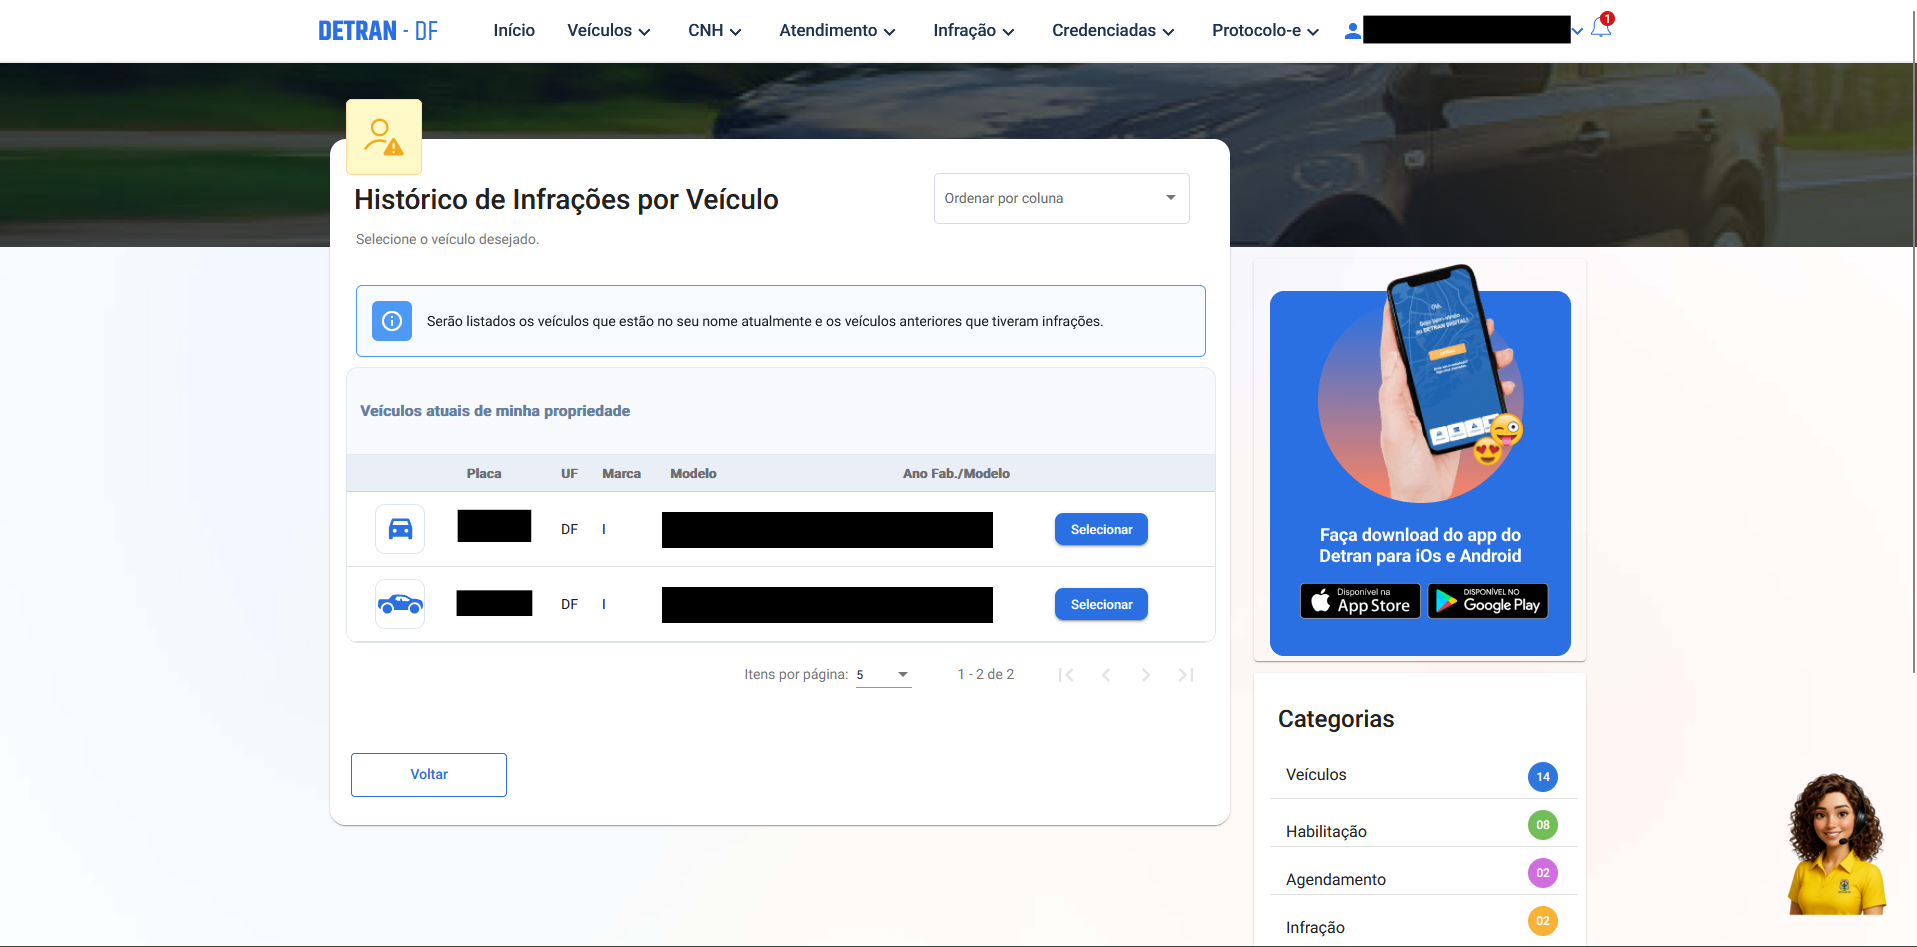 DETRAN - DF
Início
Veículos
CNH
Atendimento
Infração
Credenciadas
Protocolo-e
1
Histórico de Infrações por Veículo
Ordenar por coluna
Selecione o veículo desejado.
Serão listados os veículos que estão no seu nome atualmente e os veículos anteriores que tiveram infrações.
Veículos atuais de minha propriedade
Placa UF Marca Modelo Ano Fab./Modelo
DF I Selecionar
DF I Selecionar
Itens por página: 5 1 - 2 de 2
Voltar
Faça download do app do
Detran para iOs e Android
Disponível na
App Store
DISPONÍVEL NO
Google Play
Categorias
Veículos 14
Habilitação 08
Agendamento 02
Infração 02